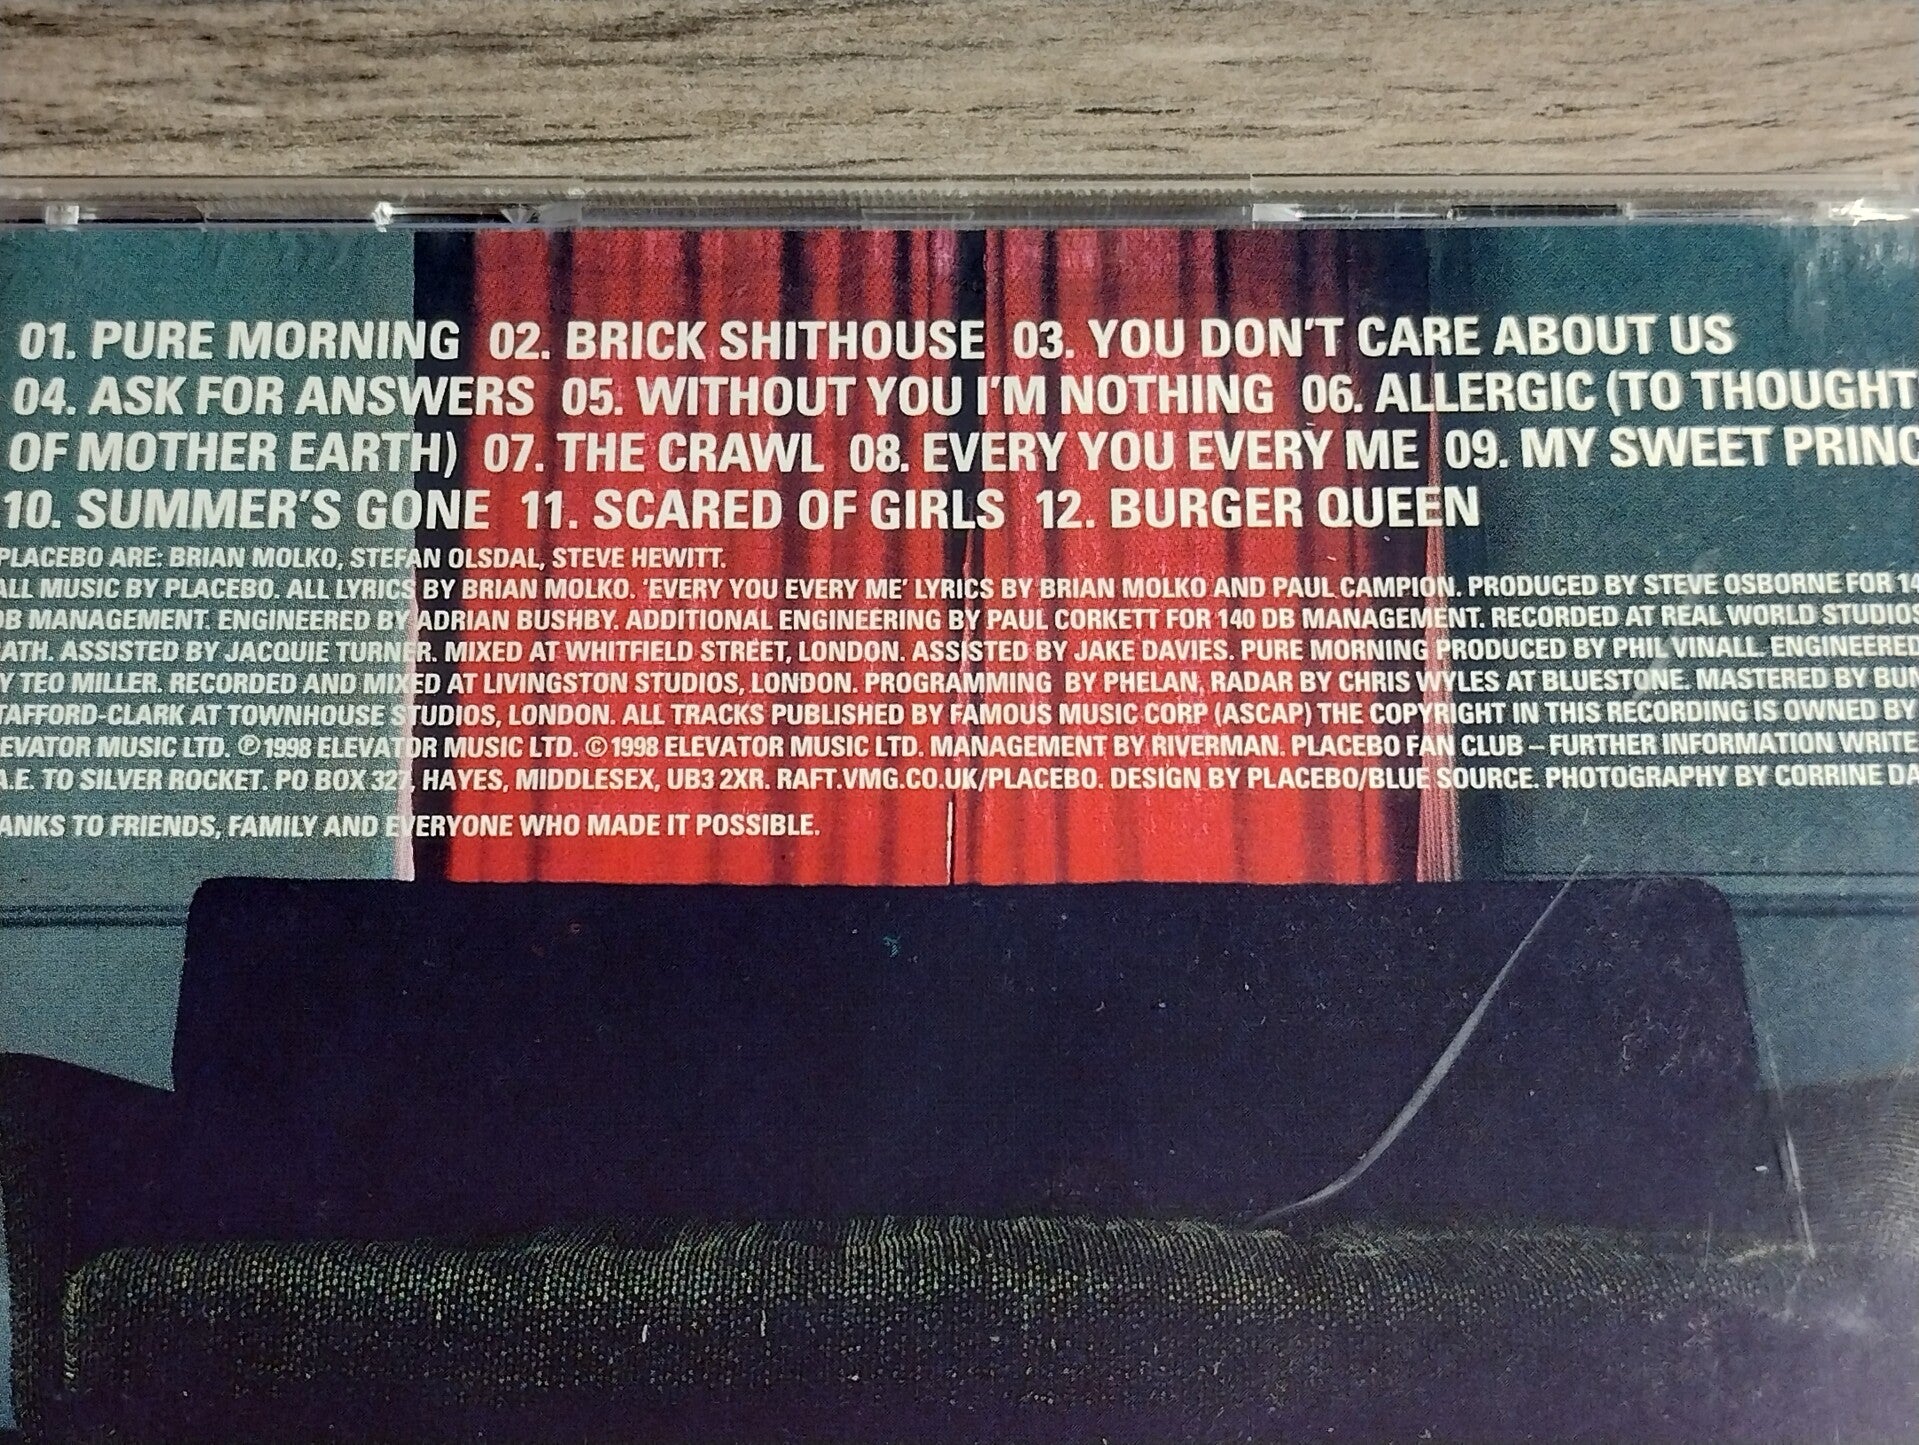 01. PURE MORNING 02. BRICK SHITHOUSE 03. YOU DON'T CARE ABOUT US
04. ASK FOR ANSWERS 05. WITHOUT YOU I'M NOTHING 06. ALLERGIC (TO THOUGHT
OF MOTHER EARTH) 07. THE CRAWL 08. EVERY YOU EVERY ME 09. MY SWEET PRINC
10. SUMMER'S GONE 11. SCARED OF GIRLS 12. BURGER QUEEN
PLACEBO ARE: BRIAN MOLKO, STEFAN OLSDAL, STEVE HEWITT.
ALL MUSIC BY PLACEBO. ALL LYRICS BY BRIAN MOLKO. 'EVERY YOU EVERY ME' LYRICS BY BRIAN MOLKO AND PAUL CAMPION. PRODUCED BY STEVE OSBORNE FOR 14
DB MANAGEMENT. ENGINEERED BY ADRIAN BUSHBY. ADDITIONAL ENGINEERING BY PAUL CORKETT FOR 140 DB MANAGEMENT. RECORDED AT REAL WORLD STUDIOS
ATH. ASSISTED BY JACQUIE TURNER. MIXED AT WHITFIELD STREET, LONDON. ASSISTED BY JAKE DAVIES. PURE MORNING PRODUCED BY PHIL VINALL. ENGINEERED
Y TEO MILLER. RECORDED AND MIXED AT LIVINGSTON STUDIOS, LONDON. PROGRAMMING BY PHELAN, RADAR BY CHRIS WYLES AT BLUESTONE. MASTERED BY BUN
TAFFORD-CLARK AT TOWNHOUSE STUDIOS, LONDON. ALL TRACKS PUBLISHED BY FAMOUS MUSIC CORP (ASCAP) THE COPYRIGHT IN THIS RECORDING IS OWNED BY
EVATOR MUSIC LTD. ℗ 1998 ELEVATOR MUSIC LTD. © 1998 ELEVATOR MUSIC LTD. MANAGEMENT BY RIVERMAN. PLACEBO FAN CLUB – FURTHER INFORMATION WRITE
A.E. TO SILVER ROCKET. PO BOX 327, HAYES, MIDDLESEX, UB3 2XR. RAFT.VMG.CO.UK/PLACEBO. DESIGN BY PLACEBO/BLUE SOURCE. PHOTOGRAPHY BY CORRINE DA
ANKS TO FRIENDS, FAMILY AND EVERYONE WHO MADE IT POSSIBLE.